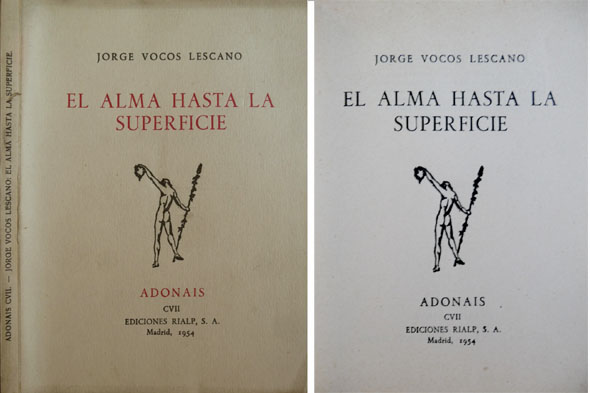 ADONAIS CVII. — JORGE VOCOS LESCANO: EL ALMA HASTA LA SUPERFICIE.
JORGE VOCOS LESCANO
EL ALMA HASTA LA
SUPERFICIE
ADONAIS
CVII
EDICIONES RIALP, S. A.
Madrid, 1954
JORGE VOCOS LESCANO
EL ALMA HASTA LA
SUPERFICIE
ADONAIS
CVII
EDICIONES RIALP, S. A.
Madrid, 1954